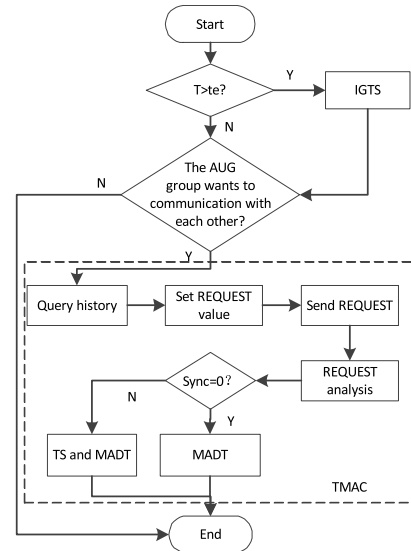 Start
T>te?
Y
IGTS
N
The AUG
group wants to
communication with
each other?
N
Y
Query history
Set REQUEST
value
Send REQUEST
REQUEST
analysis
Sync=0?
N
Y
TS and MADT
MADT
TMAC
End